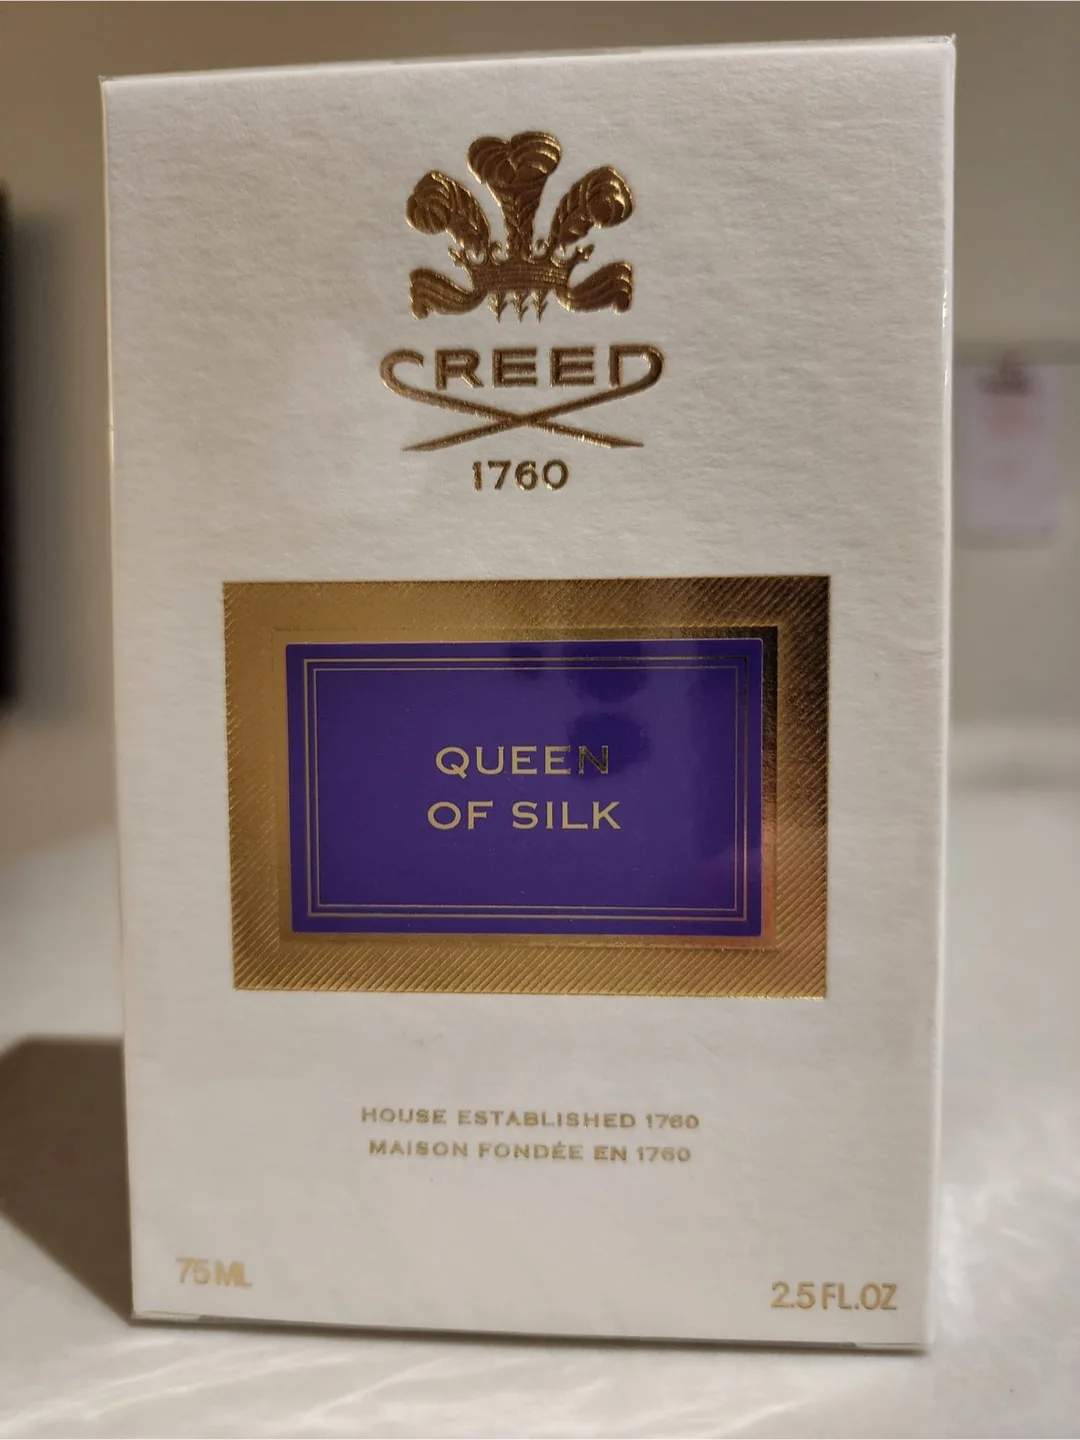 CREED
1760
QUEEN
OF SILK
HOUSE ESTABLISHED 1760
MAISON FONDÉE EN 1760
75 ML
2.5 FL.OZ